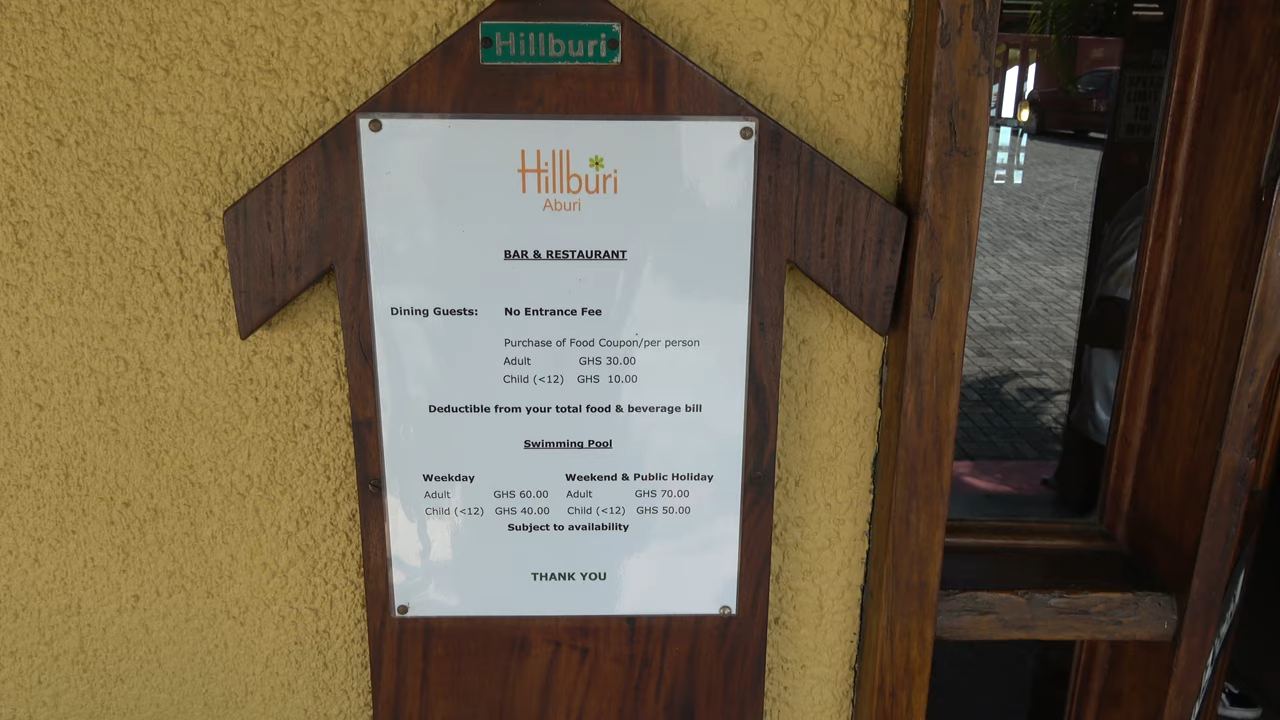 Hillburi
Hillburi
Aburi
BAR & RESTAURANT
Dining Guests: No Entrance Fee
Purchase of Food Coupon/per person
Adult GHS 30.00
Child (<12) GHS 10.00
Deductible from your total food & beverage bill
Swimming Pool
Weekday Weekend & Public Holiday
Adult GHS 60.00 Adult GHS 70.00
Child (<12) GHS 40.00 Child (<12) GHS 50.00
Subject to availability
THANK YOU